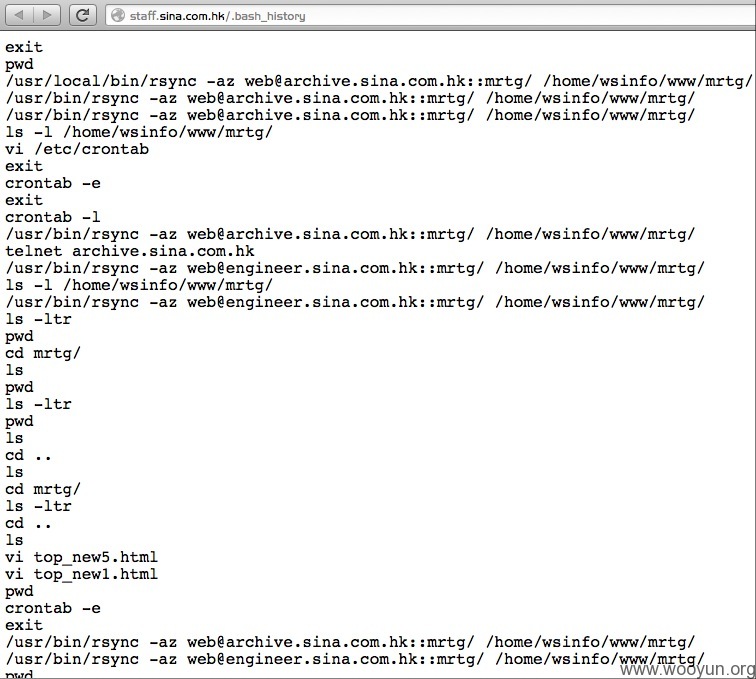 staff.sina.com.hk/.bash_history
exit
pwd
/usr/local/bin/rsync -az web@archive.sina.com.hk::mrtg/ /home/wsinfo/www/mrtg/
/usr/bin/rsync -az web@archive.sina.com.hk::mrtg/ /home/wsinfo/www/mrtg/
/usr/bin/rsync -az web@archive.sina.com.hk::mrtg/ /home/wsinfo/www/mrtg/
ls -l /home/wsinfo/www/mrtg/
vi /etc/crontab
exit
crontab -e
exit
crontab -l
/usr/bin/rsync -az web@archive.sina.com.hk::mrtg/ /home/wsinfo/www/mrtg/
telnet archive.sina.com.hk
/usr/bin/rsync -az web@engineer.sina.com.hk::mrtg/ /home/wsinfo/www/mrtg/
ls -l /home/wsinfo/www/mrtg/
/usr/bin/rsync -az web@engineer.sina.com.hk::mrtg/ /home/wsinfo/www/mrtg/
ls -ltr
pwd
cd mrtg/
ls
pwd
ls -ltr
pwd
ls
cd ..
ls
cd mrtg/
ls -ltr
cd ..
ls
vi top_new5.html
vi top_new1.html
pwd
crontab -e
exit
/usr/bin/rsync -az web@archive.sina.com.hk::mrtg/ /home/wsinfo/www/mrtg/
/usr/bin/rsync -az web@engineer.sina.com.hk::mrtg/ /home/wsinfo/www/mrtg/
pwd
www.wooyun.org